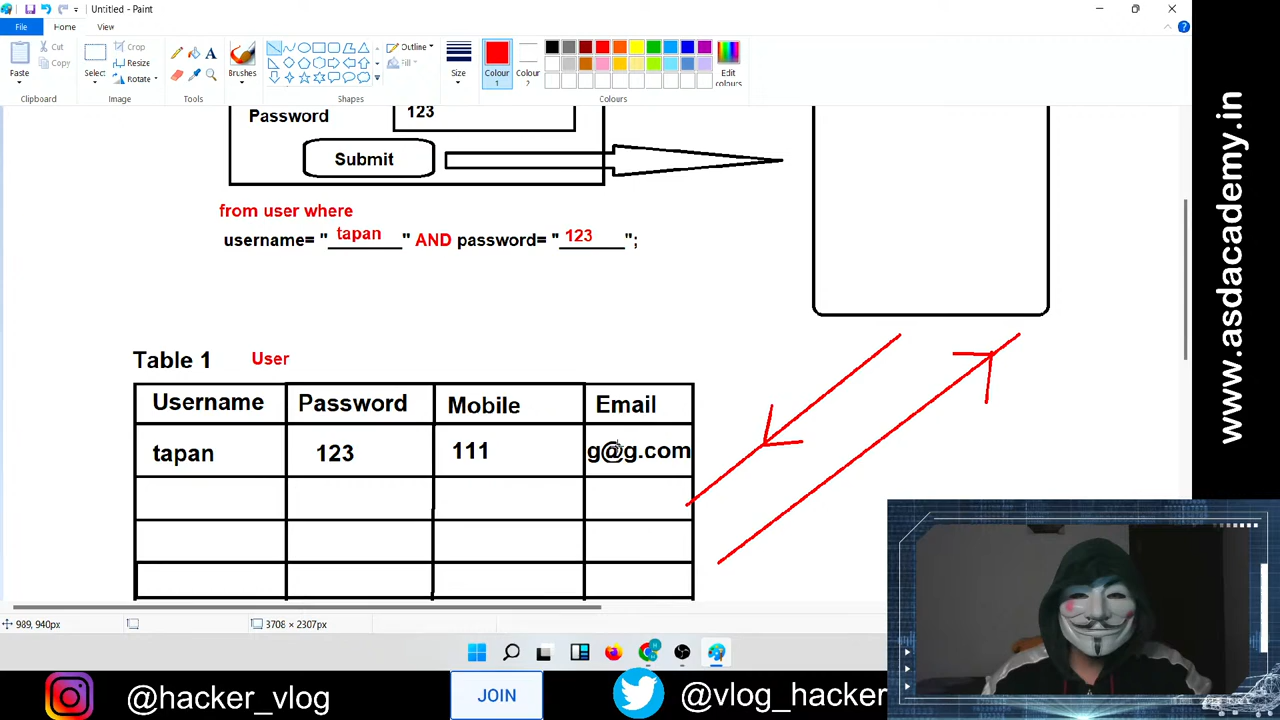 Untitled - Paint
File
Home
View
Paste
Cut
Copy
Clipboard
Select
Crop
Resize
Rotate
Image
Tools
Brushes
Outline
Fill
Shapes
Size
Colour 1
Colour 2
Edit colours
Colours
Password
123
Submit
from user where
username= "tapan" AND password= "123";
Table 1 User
Username Password Mobile Email
tapan 123 111 g@g.com
989, 940px
3708 × 2307px
www.asdacademy.in
@hacker_vlog
JOIN
@vlog_hacker